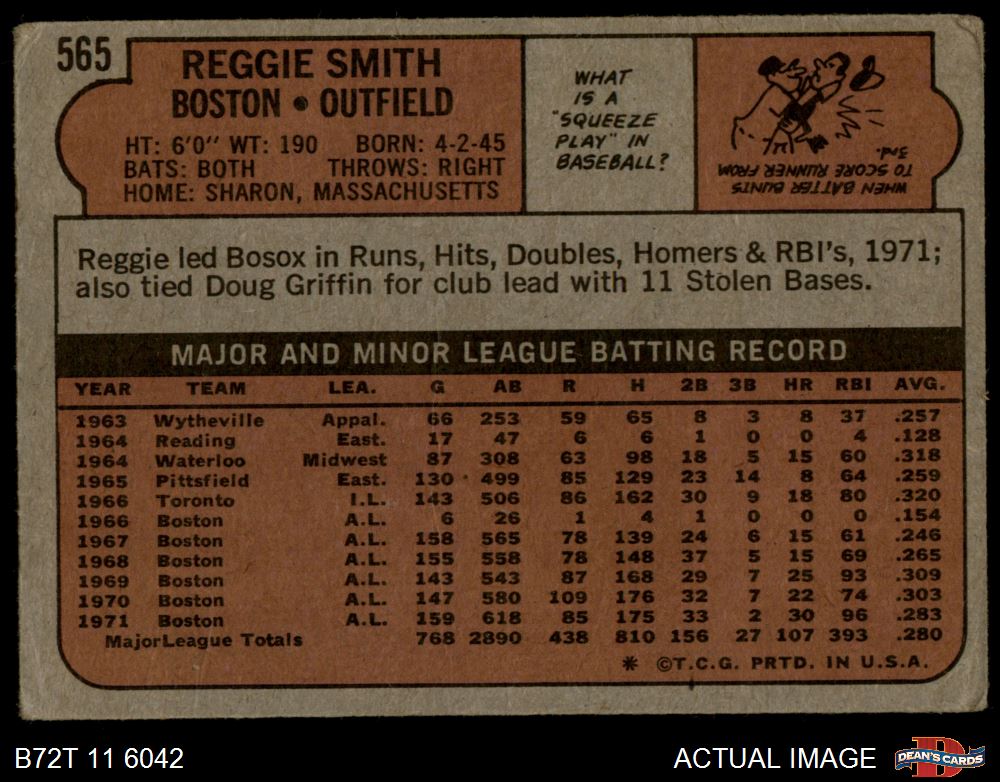 565
REGGIE SMITH
BOSTON • OUTFIELD
HT: 6'0" WT: 190 BORN: 4-2-45
BATS: BOTH THROWS: RIGHT
HOME: SHARON, MASSACHUSETTS
WHAT
IS A
"SQUEEZE
PLAY" IN
BASEBALL?
WHEN BATTER BUNTS
TO SCORE RUNNER FROM
3rd.
Reggie led Bosox in Runs, Hits, Doubles, Homers & RBI's, 1971;
also tied Doug Griffin for club lead with 11 Stolen Bases.
MAJOR AND MINOR LEAGUE BATTING RECORD
YEAR TEAM LEA. G AB R H 2B 3B HR RBI AVG.
1963 Wytheville Appal. 66 253 59 65 8 3 8 37 .257
1964 Reading East. 17 47 6 6 1 0 0 4 .128
1964 Waterloo Midwest 87 308 63 98 18 5 15 60 .318
1965 Pittsfield East. 130 499 85 129 23 14 8 64 .259
1966 Toronto I.L. 143 506 86 162 30 9 18 80 .320
1966 Boston A.L. 6 26 1 4 1 0 0 0 .154
1967 Boston A.L. 158 565 78 139 24 6 15 61 .246
1968 Boston A.L. 155 558 78 148 37 5 15 69 .265
1969 Boston A.L. 143 543 87 168 29 7 25 93 .309
1970 Boston A.L. 147 580 109 176 32 7 22 74 .303
1971 Boston A.L. 159 618 85 175 33 2 30 96 .283
MajorLeague Totals 768 2890 438 810 156 27 107 393 .280
* ©T.C.G. PRTD. IN U.S.A.
B72T 11 6042
ACTUAL IMAGE
D
DEAN'S CARDS